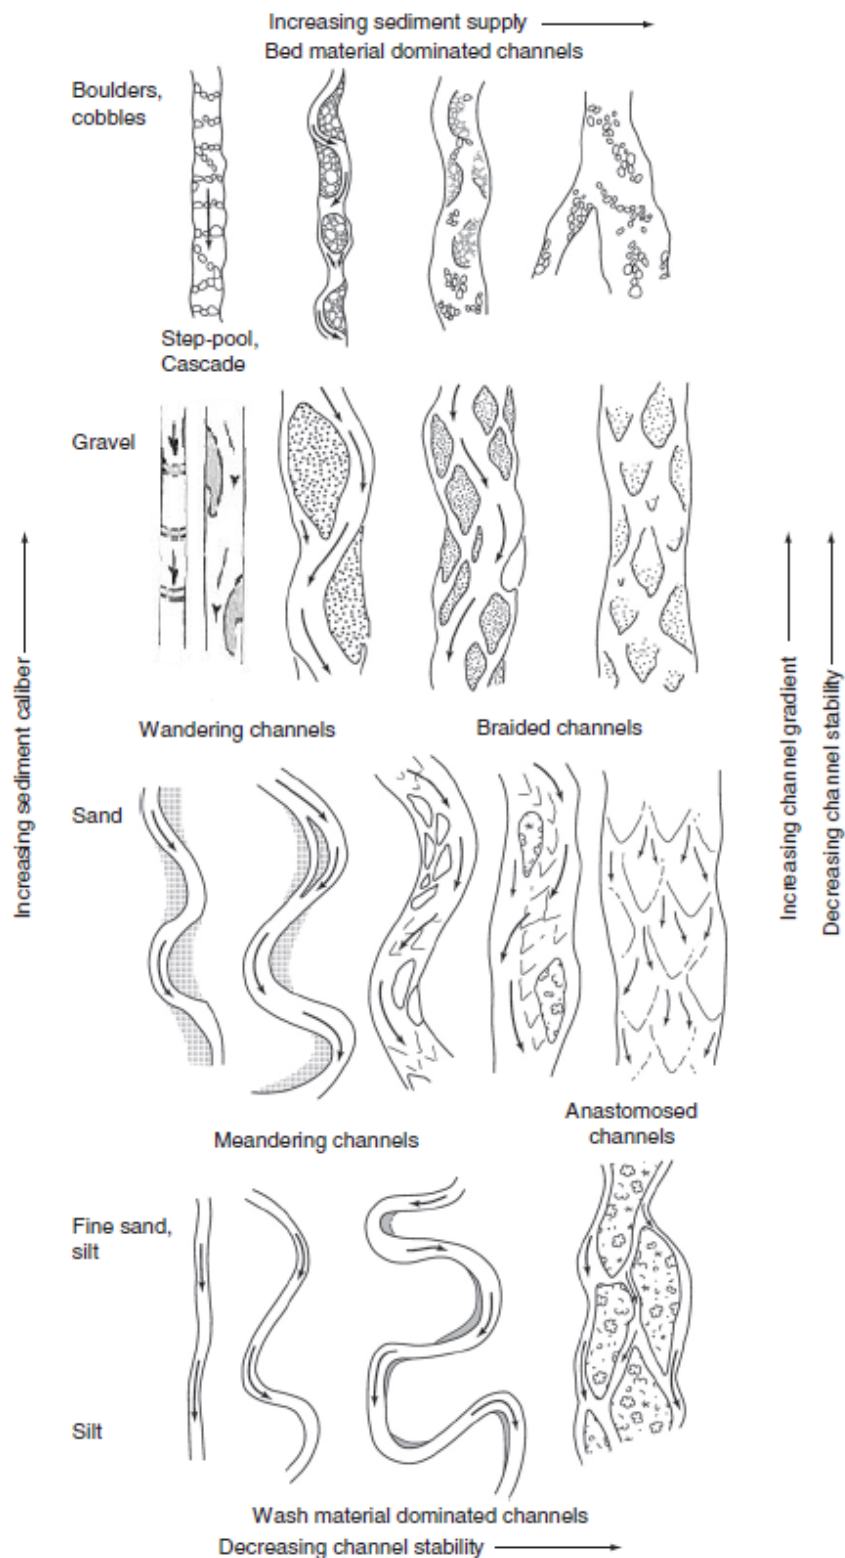 Increasing sediment supply
Bed material dominated channels
Boulders,
cobbles
Step-pool,
Cascade
Gravel
Increasing sediment caliber
Increasing channel gradient
Decreasing channel stability
Wandering channels
Braided channels
Sand
Meandering channels
Anastomosed
channels
Fine sand,
silt
Silt
Wash material dominated channels
Decreasing channel stability